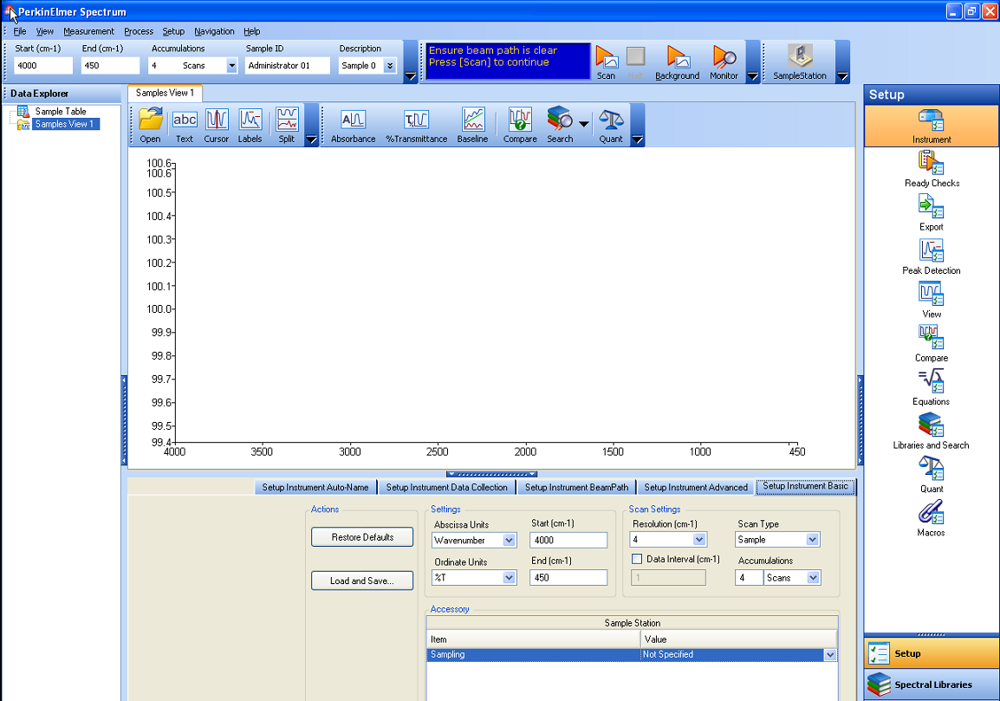 PerkinElmer Spectrum
File View Measurement Process Setup Navigation Help
Start (cm-1) End (cm-1) Accumulations Sample ID Description
4000 450 4 Scans Administrator 01 Sample 0
Ensure beam path is clear
Press [Scan] to continue
Scan Background Monitor SampleStation
Data Explorer
Sample Table
Samples View 1
Samples View 1
Open Text Cursor Labels Split Absorbance %Transmittance Baseline Compare Search Quant
abc
100.6
100.6
100.5
100.4
100.3
100.2
100.1
100.0
99.9
99.8
99.7
99.6
99.5
99.4
4000 3500 3000 2500 2000 1500 1000 450
Setup Instrument Auto-Name Setup Instrument Data Collection Setup Instrument BeamPath Setup Instrument Advanced Setup Instrument Basic
Actions
Restore Defaults
Load and Save...
Settings
Abscissa Units Start (cm-1)
Wavenumber 4000
Ordinate Units End (cm-1)
%T 450
Scan Settings
Resolution (cm-1) Scan Type
4 Sample
Data Interval (cm-1) Accumulations
1 4 Scans
Accessory
Sample Station
Item Value
Sampling Not Specified
Setup
Instrument
Ready Checks
Export
Peak Detection
View
Compare
Equations
Libraries and Search
Quant
Macros
Setup
Spectral Libraries